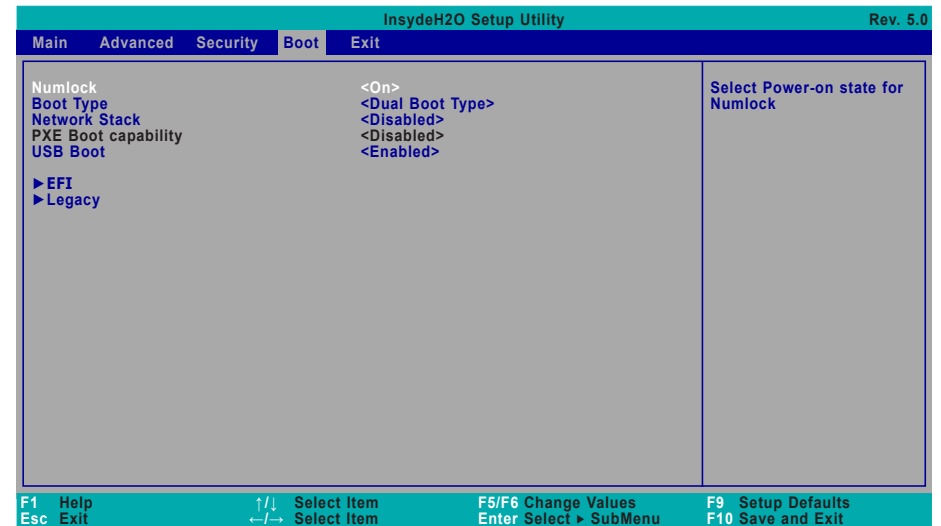 InsydeH2O Setup Utility Rev. 5.0
Main Advanced Security Boot Exit
Numlock <On>
Boot Type <Dual Boot Type>
Network Stack <Disabled>
PXE Boot capability <Disabled>
USB Boot <Enabled>
►EFI
►Legacy
Select Power-on state for
Numlock
F1 Help ↑/↓ Select Item F5/F6 Change Values F9 Setup Defaults
Esc Exit ←/→ Select Item Enter Select ► SubMenu F10 Save and Exit